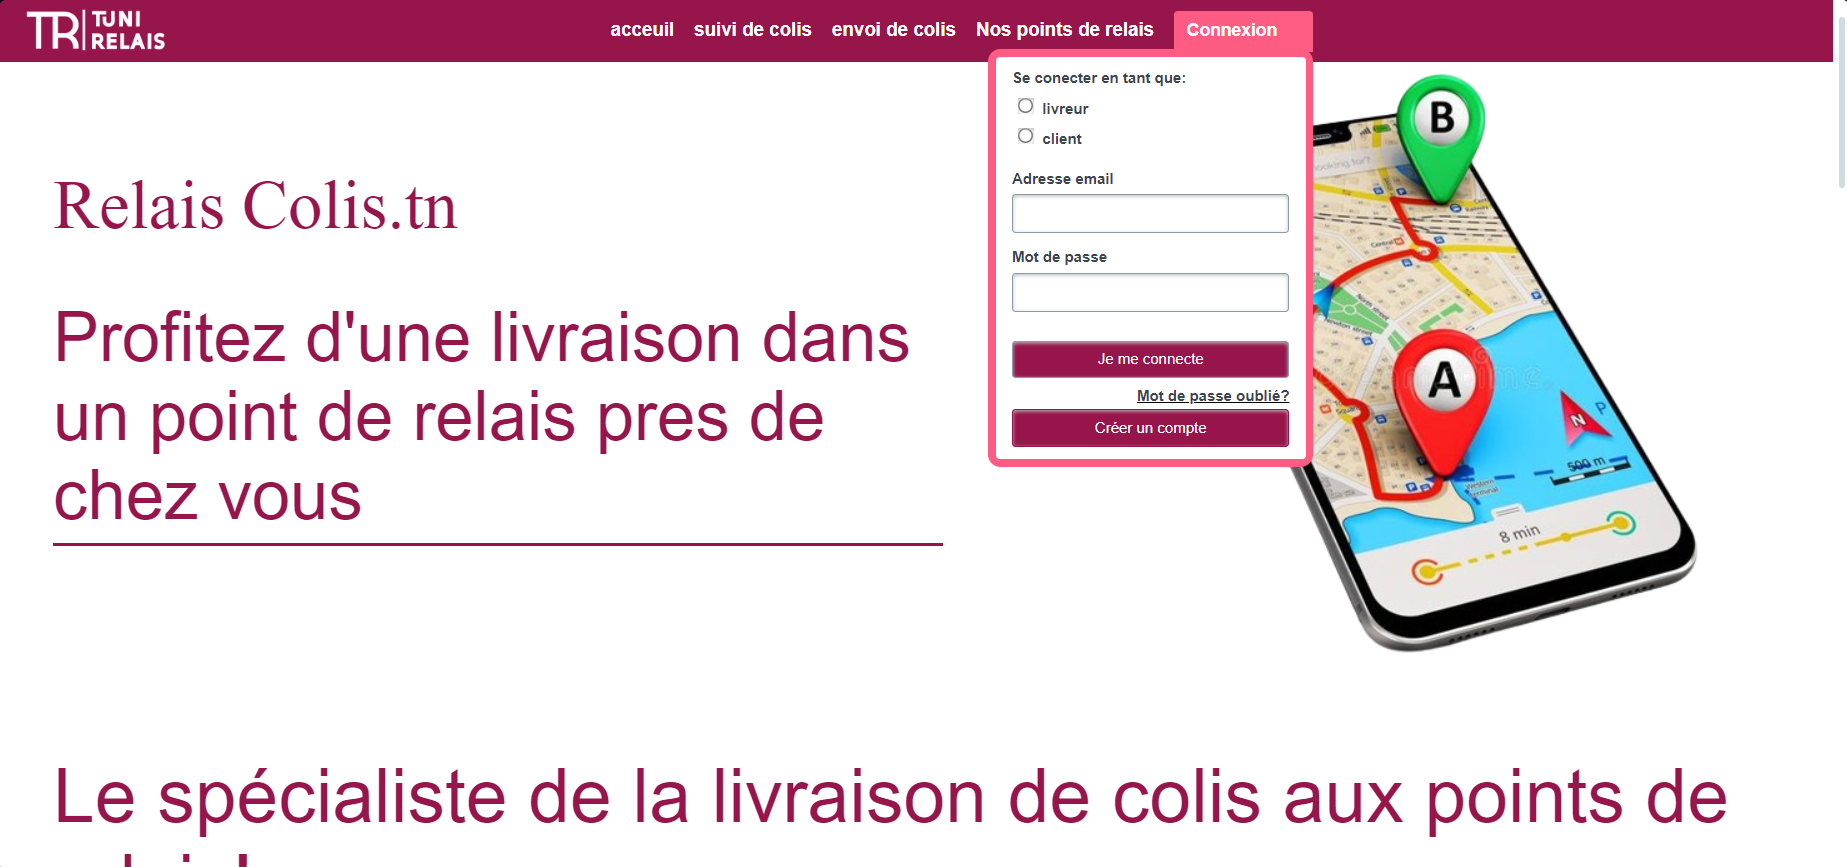 TR TUNI RELAIS
acceuil suivi de colis envoi de colis Nos points de relais Connexion
Se conecter en tant que:
livreur
client
Adresse email
Mot de passe
Je me connecte
Mot de passe oublié?
Créer un compte
Relais Colis.tn
Profitez d'une livraison dans
un point de relais pres de
chez vous
B
A
N
P
500 m
8 min
Le spécialiste de la livraison de colis aux points de